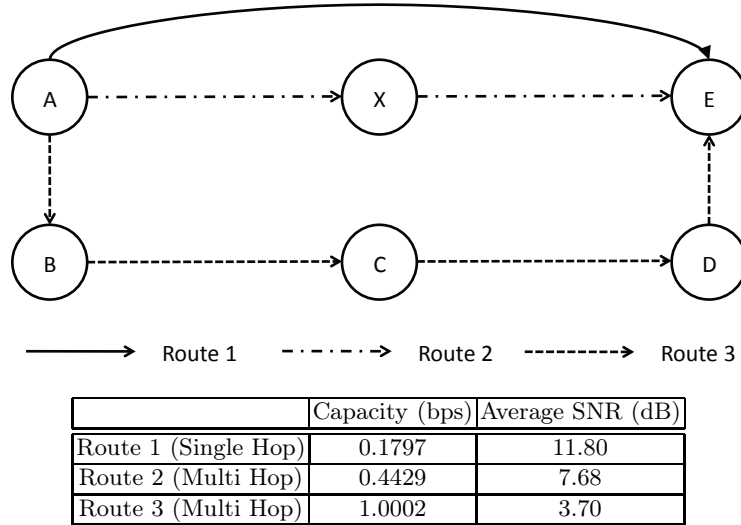 A X E
B C D
Route 1 Route 2 Route 3
Capacity (bps) Average SNR (dB)
Route 1 (Single Hop) 0.1797 11.80
Route 2 (Multi Hop) 0.4429 7.68
Route 3 (Multi Hop) 1.0002 3.70